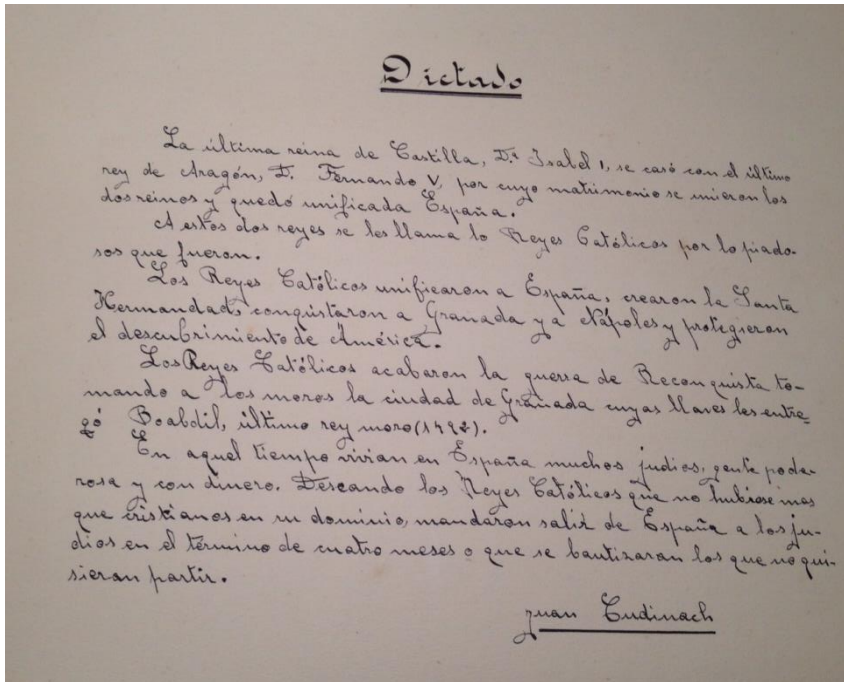 Dictado
La última reina de Castilla, D.ª Isabel I, se casó con el último
rey de Aragón, D. Fernando V, por cuyo matrimonio se unieron los
dos reinos y quedó unificada España.
A estos dos reyes se les llama lo Reyes Católicos por lo piado-
sos que fueron.
Los Reyes Católicos unificaron a España, crearon la Santa
Hermandad, conquistaron a Granada y a Nápoles y protegieron
el descubrimiento de América.
Los Reyes Católicos acabaron la guerra de Reconquista to-
mando a los moros la ciudad de Granada cuyas llaves les entre-
gó Boabdil, último rey moro (1492).
En aquel tiempo vivian en España muchos judios, gente pode-
rosa y con dinero. Deseando los Reyes Católicos que no hubiese mas
que cristianos en su dominio, mandaron salir de España a los ju-
dios en el término de cuatro meses o que se bautizaran los que no qui-
sieran partir.
Juan Cudinach